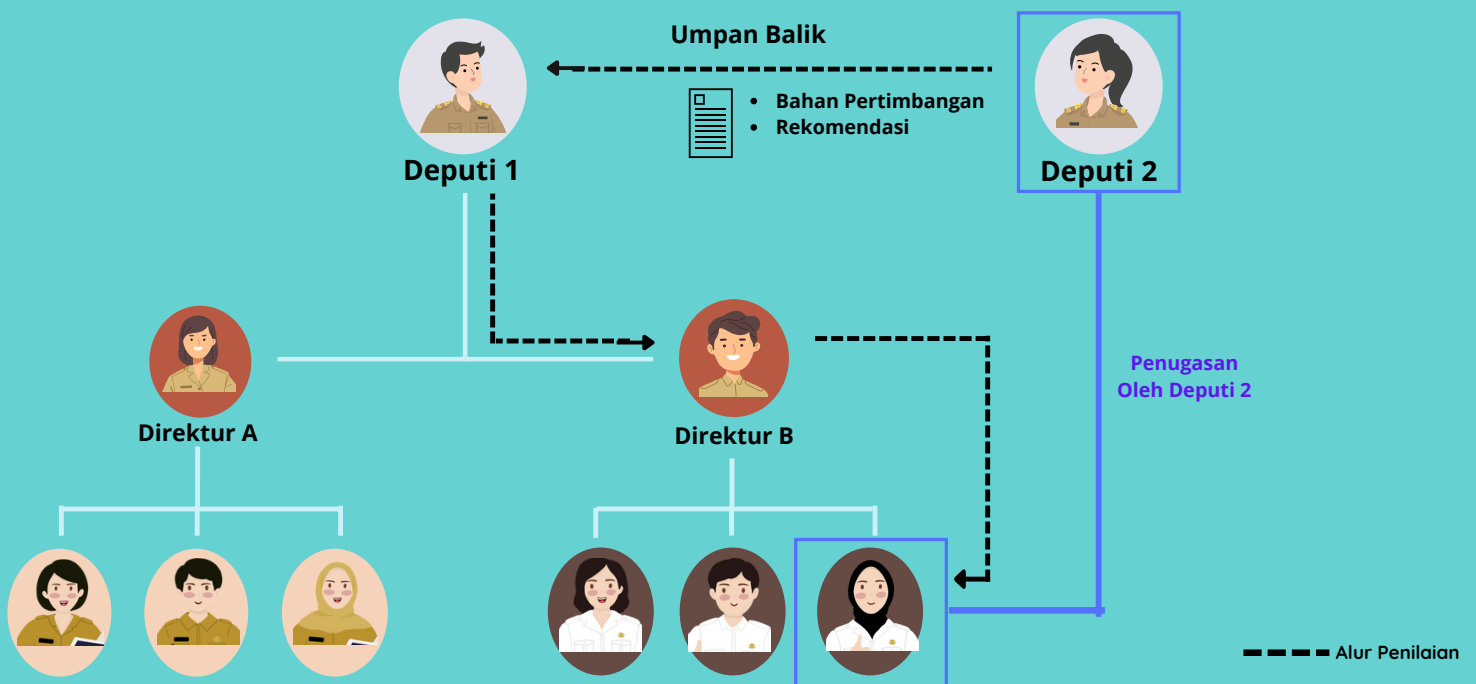 Umpan Balik
• Bahan Pertimbangan
• Rekomendasi
Deputi 1
Deputi 2
Penugasan
Oleh Deputi 2
Direktur A
Direktur B
Alur Penilaian